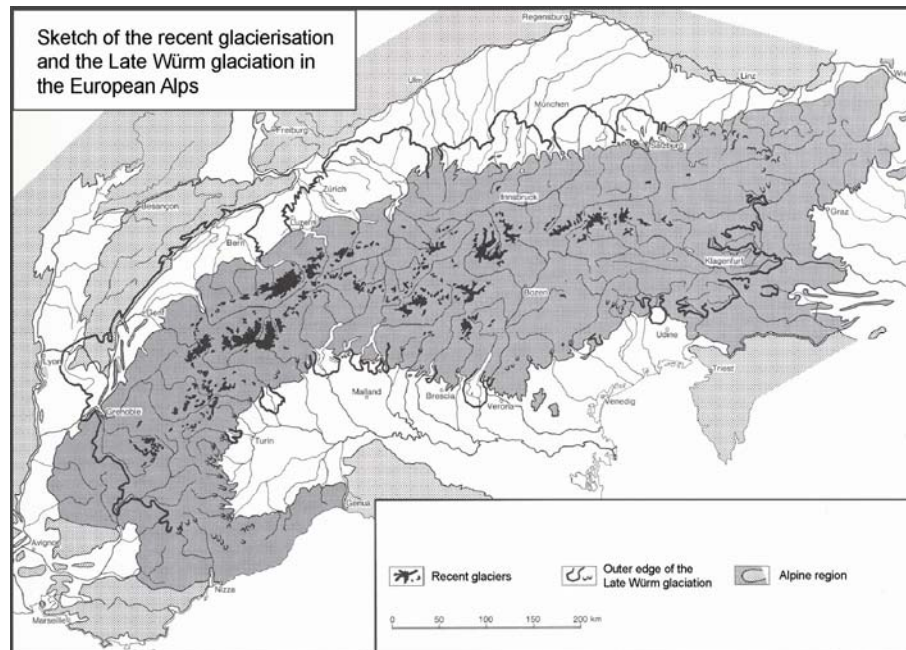 Sketch of the recent glacierisation
and the Late Würm glaciation in
the European Alps
Regensburg
Linz
Ulm
München
Freiburg
Salzburg
Zürich
Besançon
Innsbruck
Luzern
Graz
Bern
Klagenfurt
Bozen
Genf
Udine
Lyon
Triest
Mailand
Brescia
Verona
Venedig
Grenoble
Turin
Genua
Avignon
Nizza
Marseille
Recent glaciers
Outer edge of the
Late Würm glaciation
Alpine region
0 50 100 150 200 km